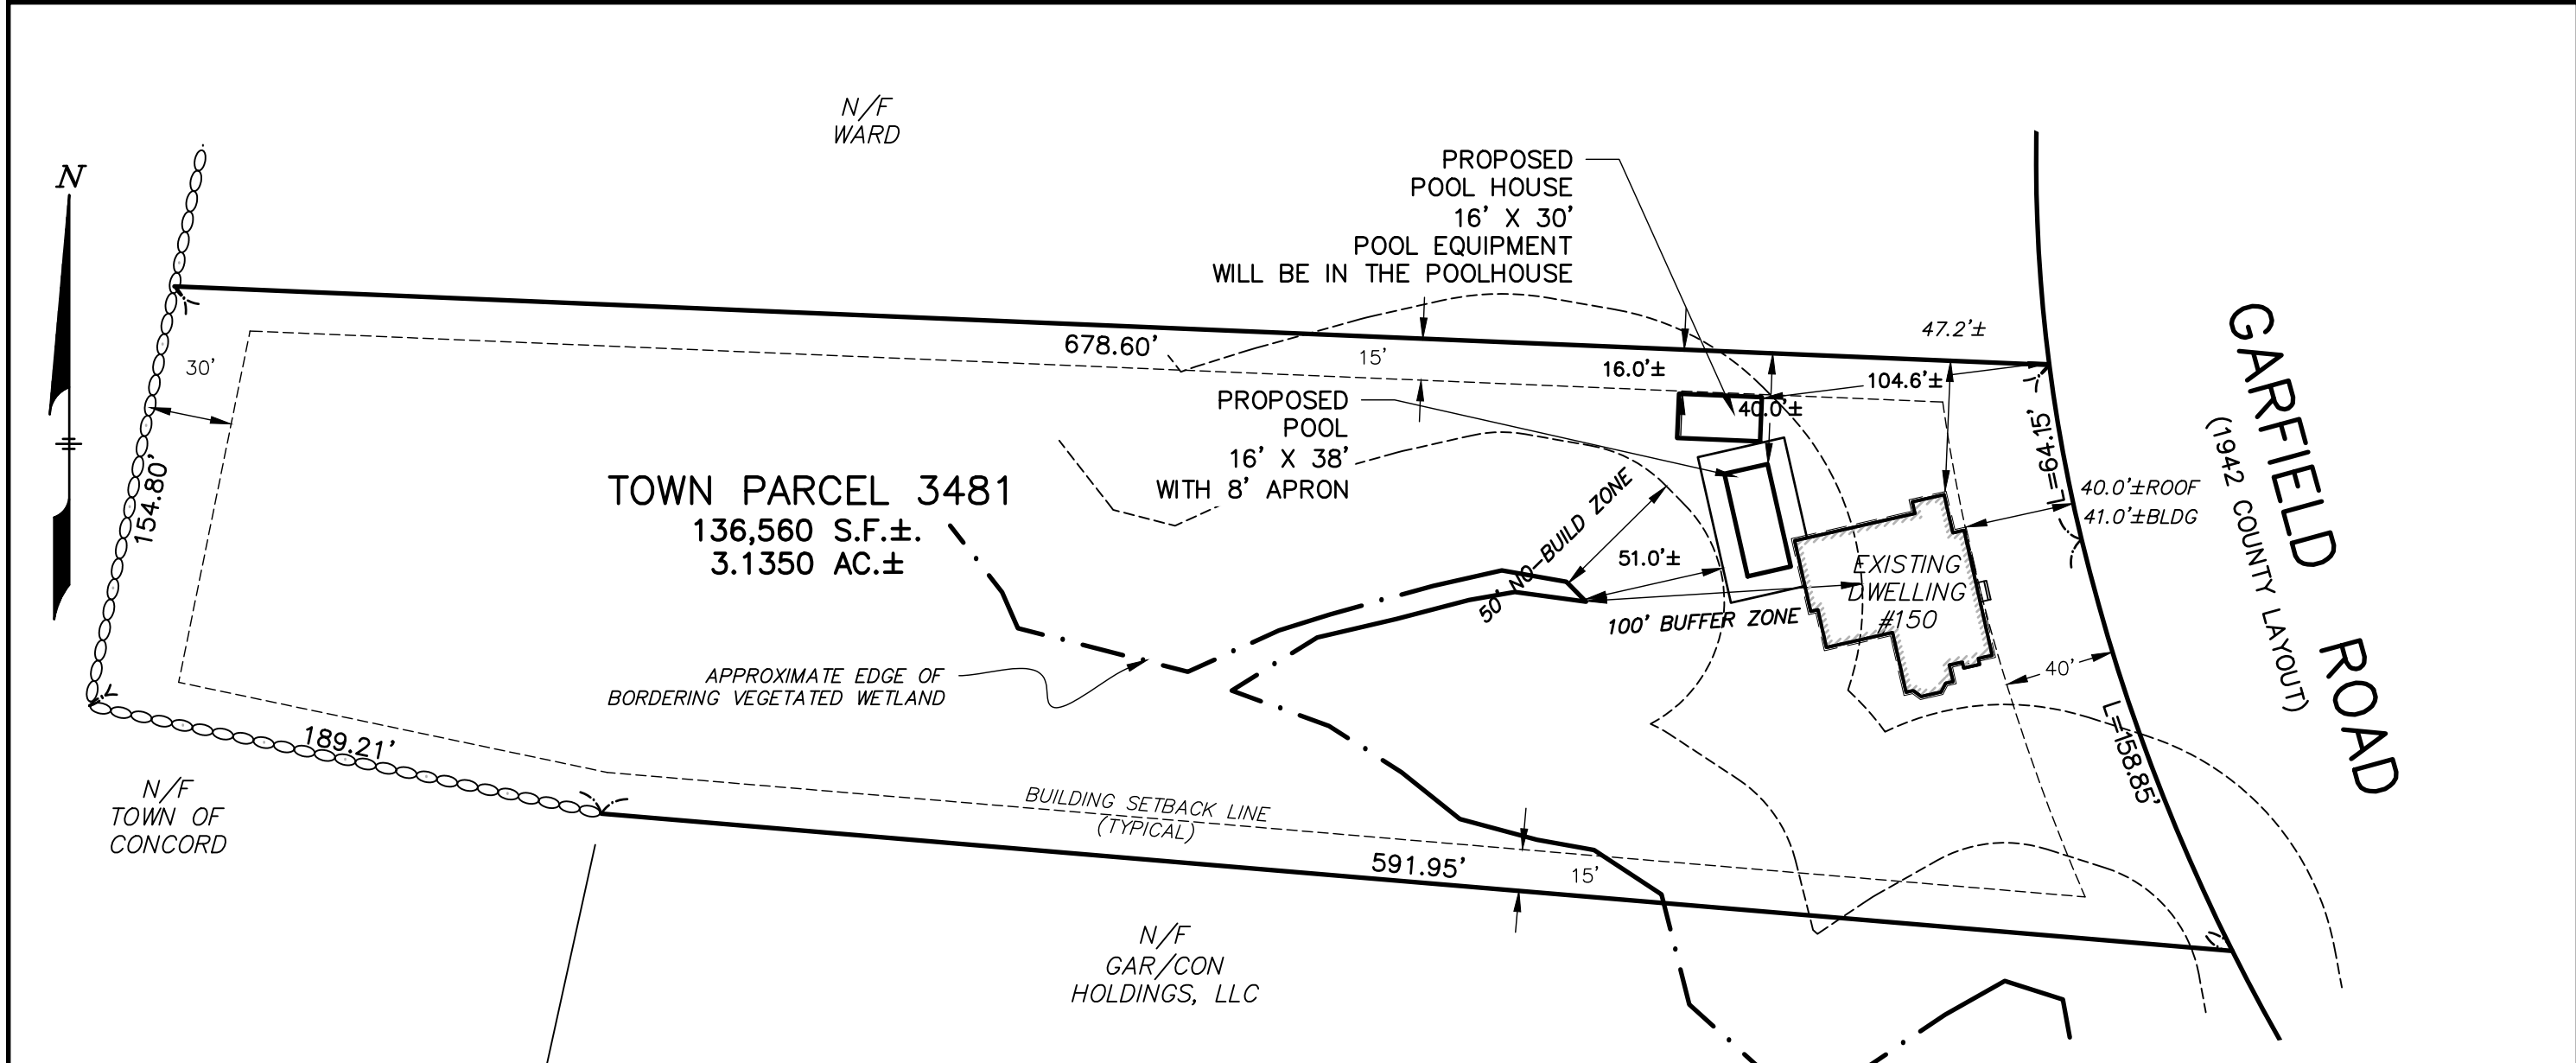 N/F
WARD
N
PROPOSED
POOL HOUSE
16' X 30'
POOL EQUIPMENT
WILL BE IN THE POOLHOUSE
47.2'±
678.60'
15'
16.0'±
30'
104.6'±
40.0'±
PROPOSED
POOL
16' X 38'
WITH 8' APRON
GARFIELD ROAD
(1942 COUNTY LAYOUT)
L=64.15'
154.80'
TOWN PARCEL 3481
136,560 S.F.±.
3.1350 AC.±
40.0'±ROOF
41.0'±BLDG
50' NO-BUILD ZONE
51.0'±
EXISTING
DWELLING
#150
100' BUFFER ZONE
APPROXIMATE EDGE OF
BORDERING VEGETATED WETLAND
40'
L=158.85'
189.21'
N/F
TOWN OF
CONCORD
BUILDING SETBACK LINE
(TYPICAL)
591.95'
15'
N/F
GAR/CON
HOLDINGS, LLC